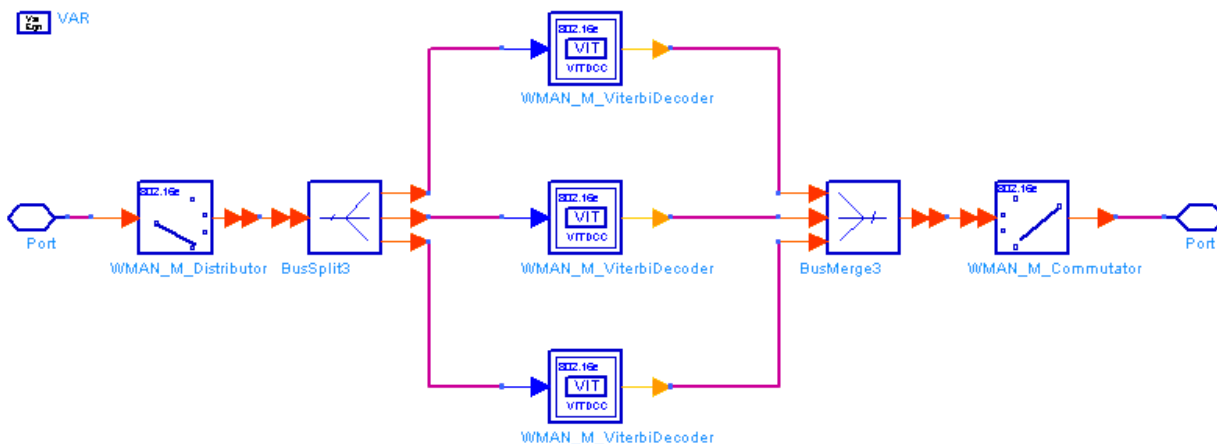 Var
Eqn
VAR
802.16e
VIT
VITDCC
WMAN_M_ViterbiDecoder
Port
802.16e
WMAN_M_Distributor
BusSplit3
802.16e
VIT
VITDCC
WMAN_M_ViterbiDecoder
BusMerge3
802.16e
WMAN_M_Commutator
Port
802.16e
VIT
VITDCC
WMAN_M_ViterbiDecoder